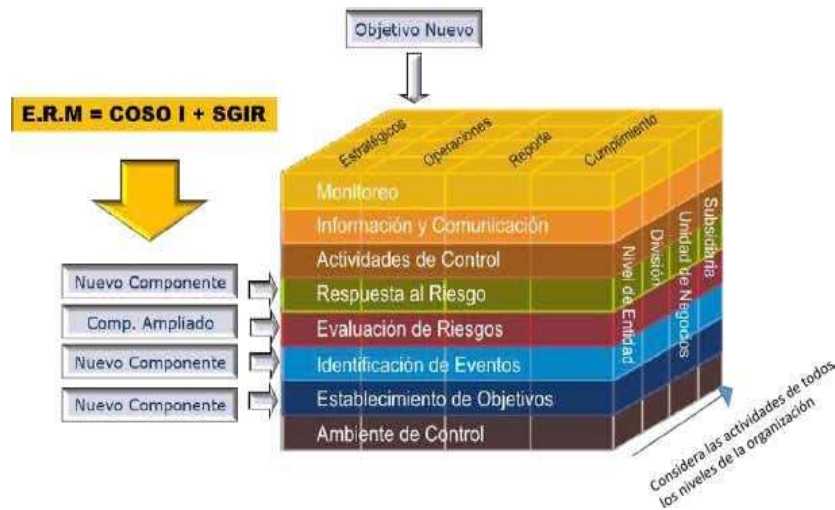 Objetivo Nuevo
E.R.M = COSO I + SGIR
Estratégicos
Operaciones
Reporte
Cumplimiento
Monitoreo
Información y Comunicación
Actividades de Control
Nuevo Componente
Respuesta al Riesgo
Comp. Ampliado
Evaluación de Riesgos
Nuevo Componente
Identificación de Eventos
Nuevo Componente
Establecimiento de Objetivos
Ambiente de Control
Nivel de Entidad
División
Unidad de Negocios
Subsidiaria
Considera las actividades de todos
los niveles de la organización